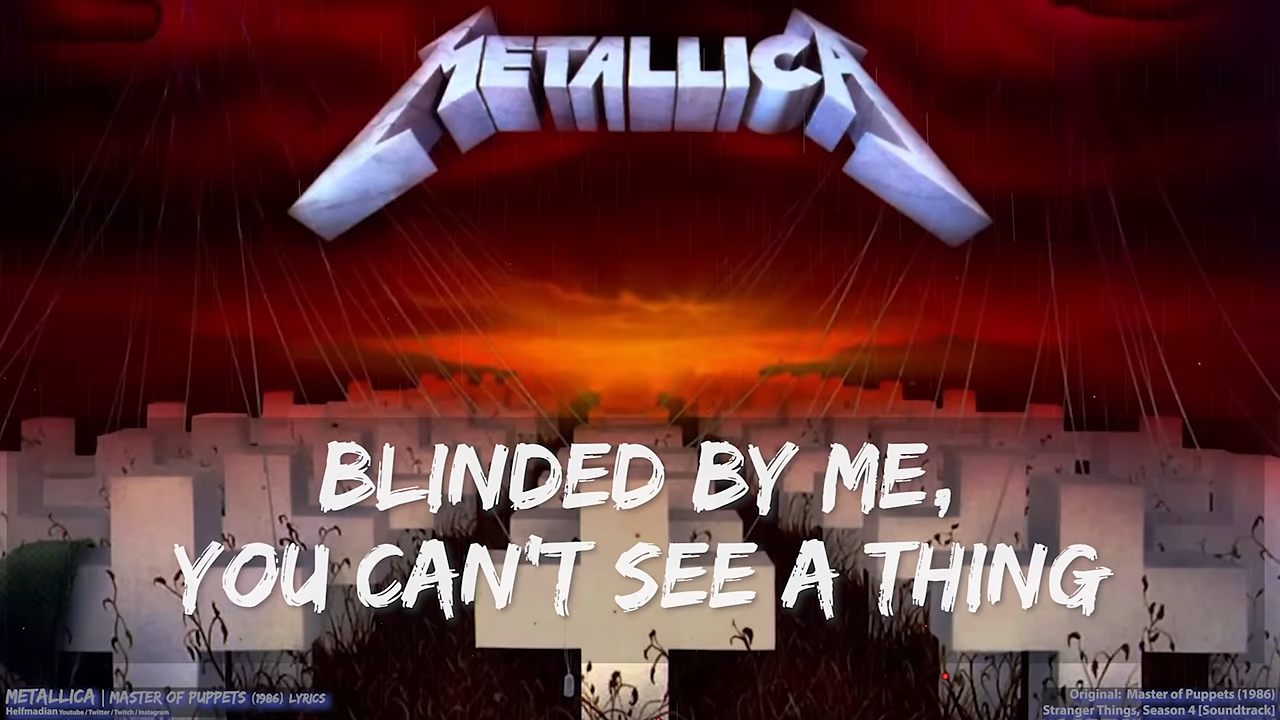 METALLICA
BLINDED BY ME,
YOU CAN'T SEE A THING
METALLICA | MASTER OF PUPPETS (1986) LYRICS
Helfmadian Youtube / Twitter / Twitch / Instagram
Original: Master of Puppets (1986)
Stranger Things, Season 4 [Soundtrack]